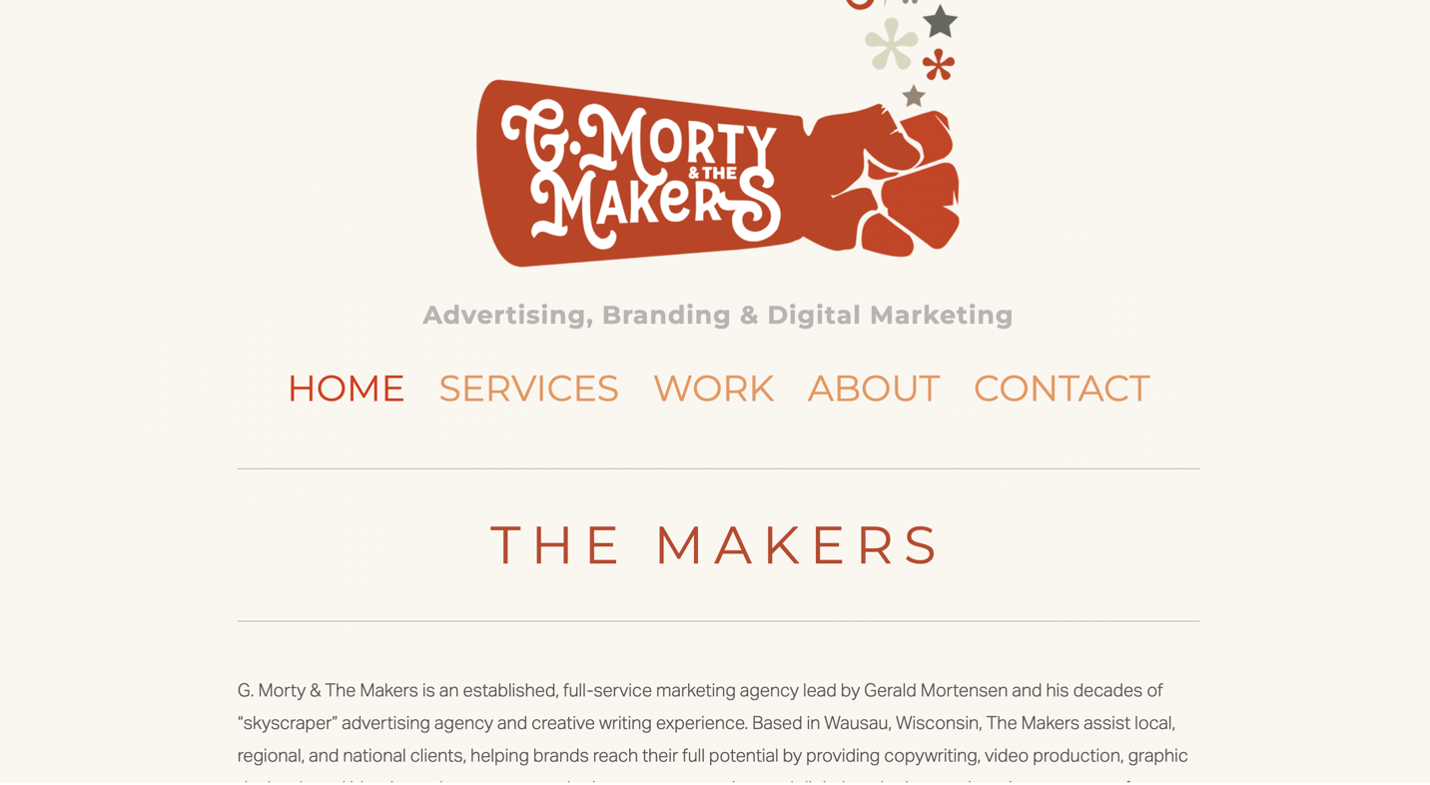 G. MORTY
& THE
MAKERS
Advertising, Branding & Digital Marketing
HOME SERVICES WORK ABOUT CONTACT
THE MAKERS
G. Morty & The Makers is an established, full-service marketing agency lead by Gerald Mortensen and his decades of
“skyscraper” advertising agency and creative writing experience. Based in Wausau, Wisconsin, The Makers assist local,
regional, and national clients, helping brands reach their full potential by providing copywriting, video production, graphic